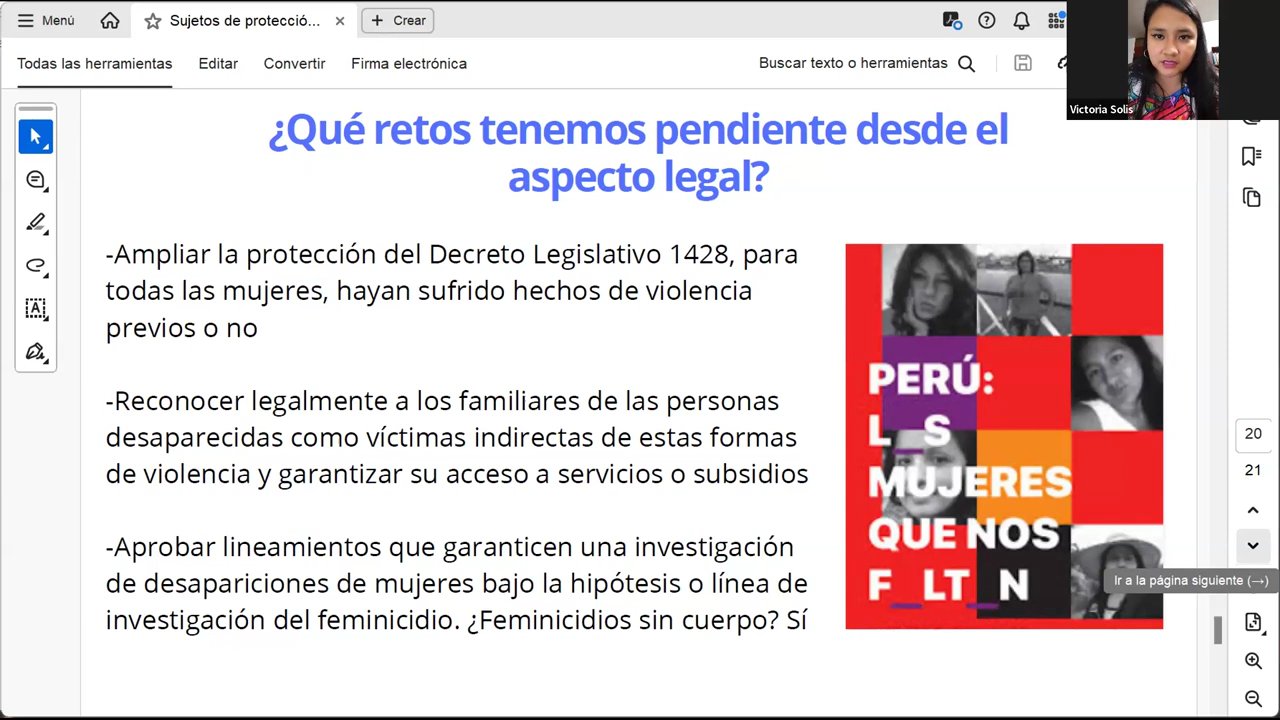 Menú
Sujetos de protecció...
Crear
Todas las herramientas
Editar
Convertir
Firma electrónica
Buscar texto o herramientas
Victoria Solis
¿Qué retos tenemos pendiente desde el
aspecto legal?
-Ampliar la protección del Decreto Legislativo 1428, para
todas las mujeres, hayan sufrido hechos de violencia
previos o no
-Reconocer legalmente a los familiares de las personas
desaparecidas como víctimas indirectas de estas formas
de violencia y garantizar su acceso a servicios o subsidios
-Aprobar lineamientos que garanticen una investigación
de desapariciones de mujeres bajo la hipótesis o línea de
investigación del feminicidio. ¿Feminicidios sin cuerpo? Sí
PERÚ:
L_S
MUJERES
QUE NOS
F_LT_N
20
21
Ir a la página siguiente (→)